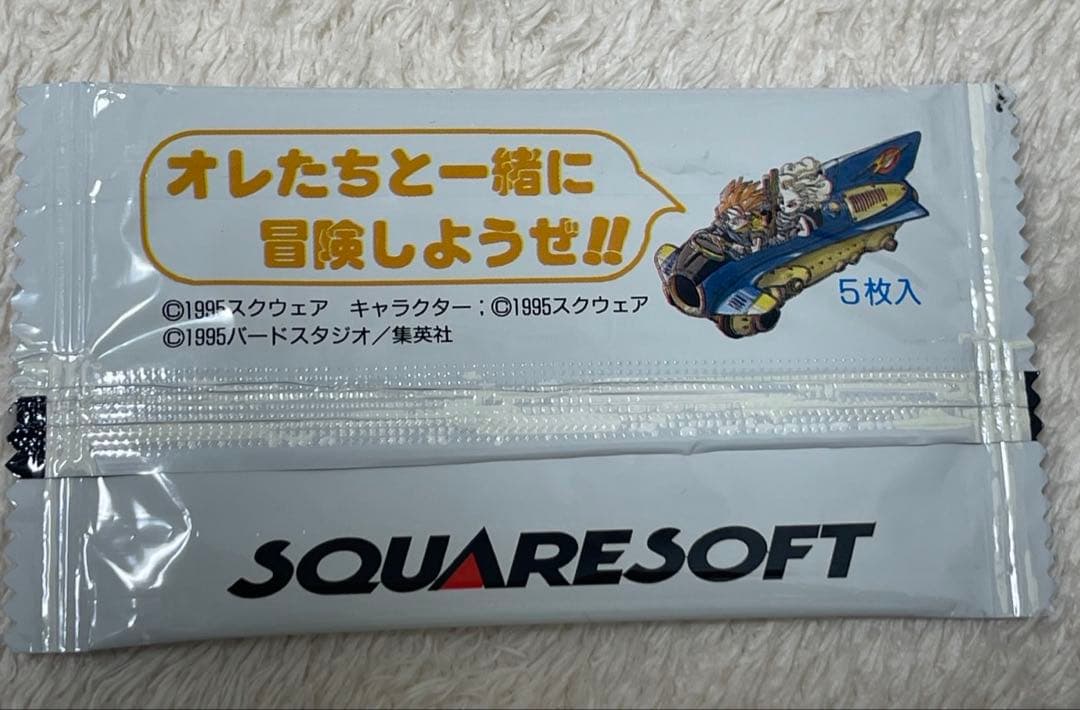 オレたちと一緒に
冒険しようぜ!!
©1995スクウェア　キャラクター；©1995スクウェア
©1995バードスタジオ／集英社
5枚入
SQUARESOFT